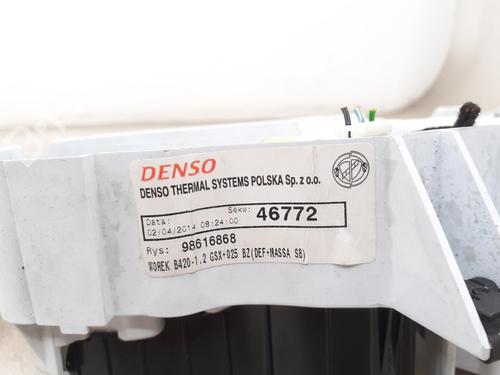 DENSO
DENSO THERMAL SYSTEMS POLSKA Sp. z o.o.
Data: Sekw: 46772
02/04/2014 08:24:00
Rys: 98616868
WOREK B420-1.2 GSX+025 BZ(DEF+MASSA SB)